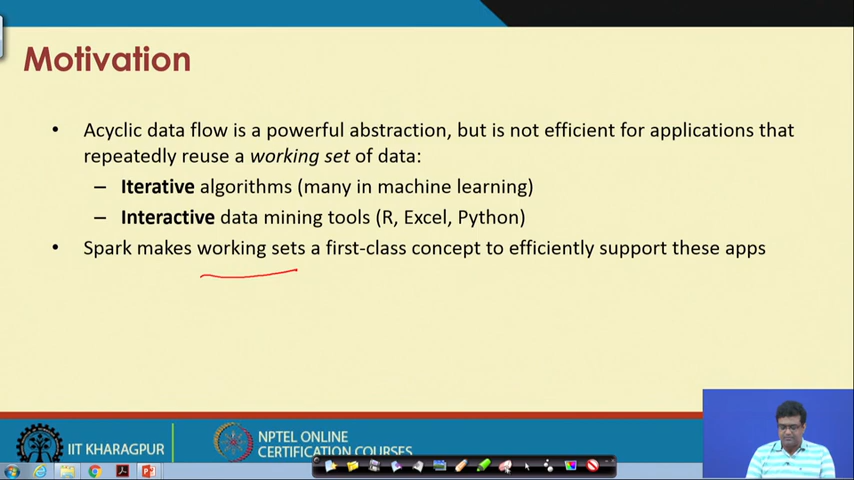 Motivation
• Acyclic data flow is a powerful abstraction, but is not efficient for applications that
repeatedly reuse a working set of data:
– Iterative algorithms (many in machine learning)
– Interactive data mining tools (R, Excel, Python)
• Spark makes working sets a first-class concept to efficiently support these apps
IIT KHARAGPUR
NPTEL ONLINE
CERTIFICATION COURSES